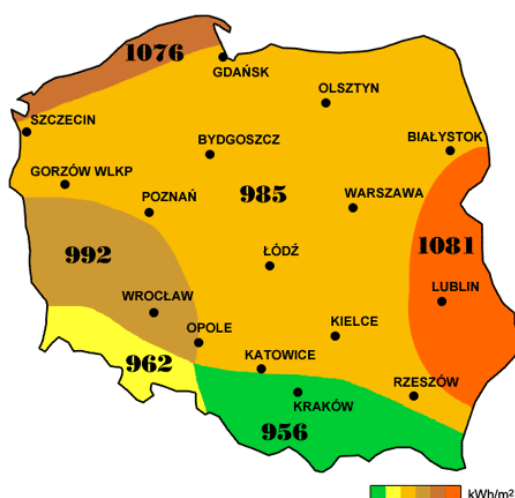 1076
GDAŃSK
OLSZTYN
SZCZECIN
BYDGOSZCZ
BIAŁYSTOK
GORZÓW WLKP
POZNAŃ
985
WARSZAWA
992
ŁÓDŹ
1081
WROCŁAW
LUBLIN
OPOLE
KIELCE
962
KATOWICE
RZESZÓW
KRAKÓW
956
kWh/m²